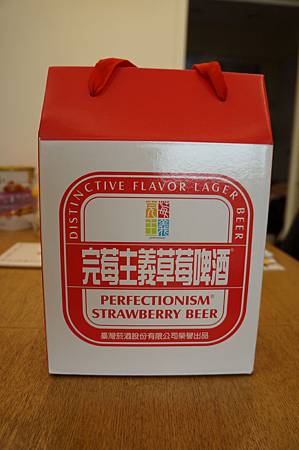 DISTINCTIVE FLAVOR LAGER BEER
完莓主義草莓啤酒
PERFECTIONISM®
STRAWBERRY BEER
臺灣菸酒股份有限公司榮譽出品